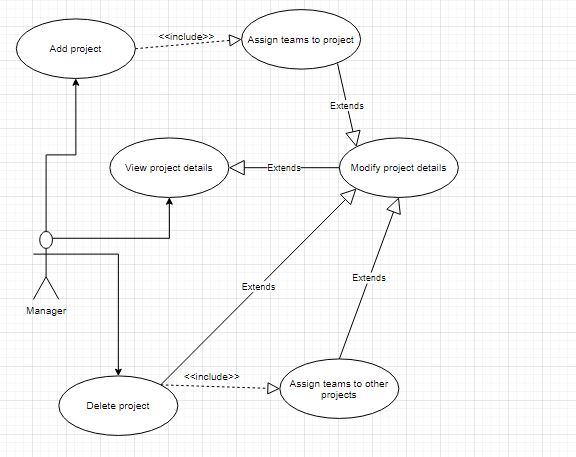 <<include>>
Add project
Assign teams to project
Extends
View project details
Extends
Modify project details
Manager
Extends
Extends
<<include>>
Delete project
Assign teams to other
projects